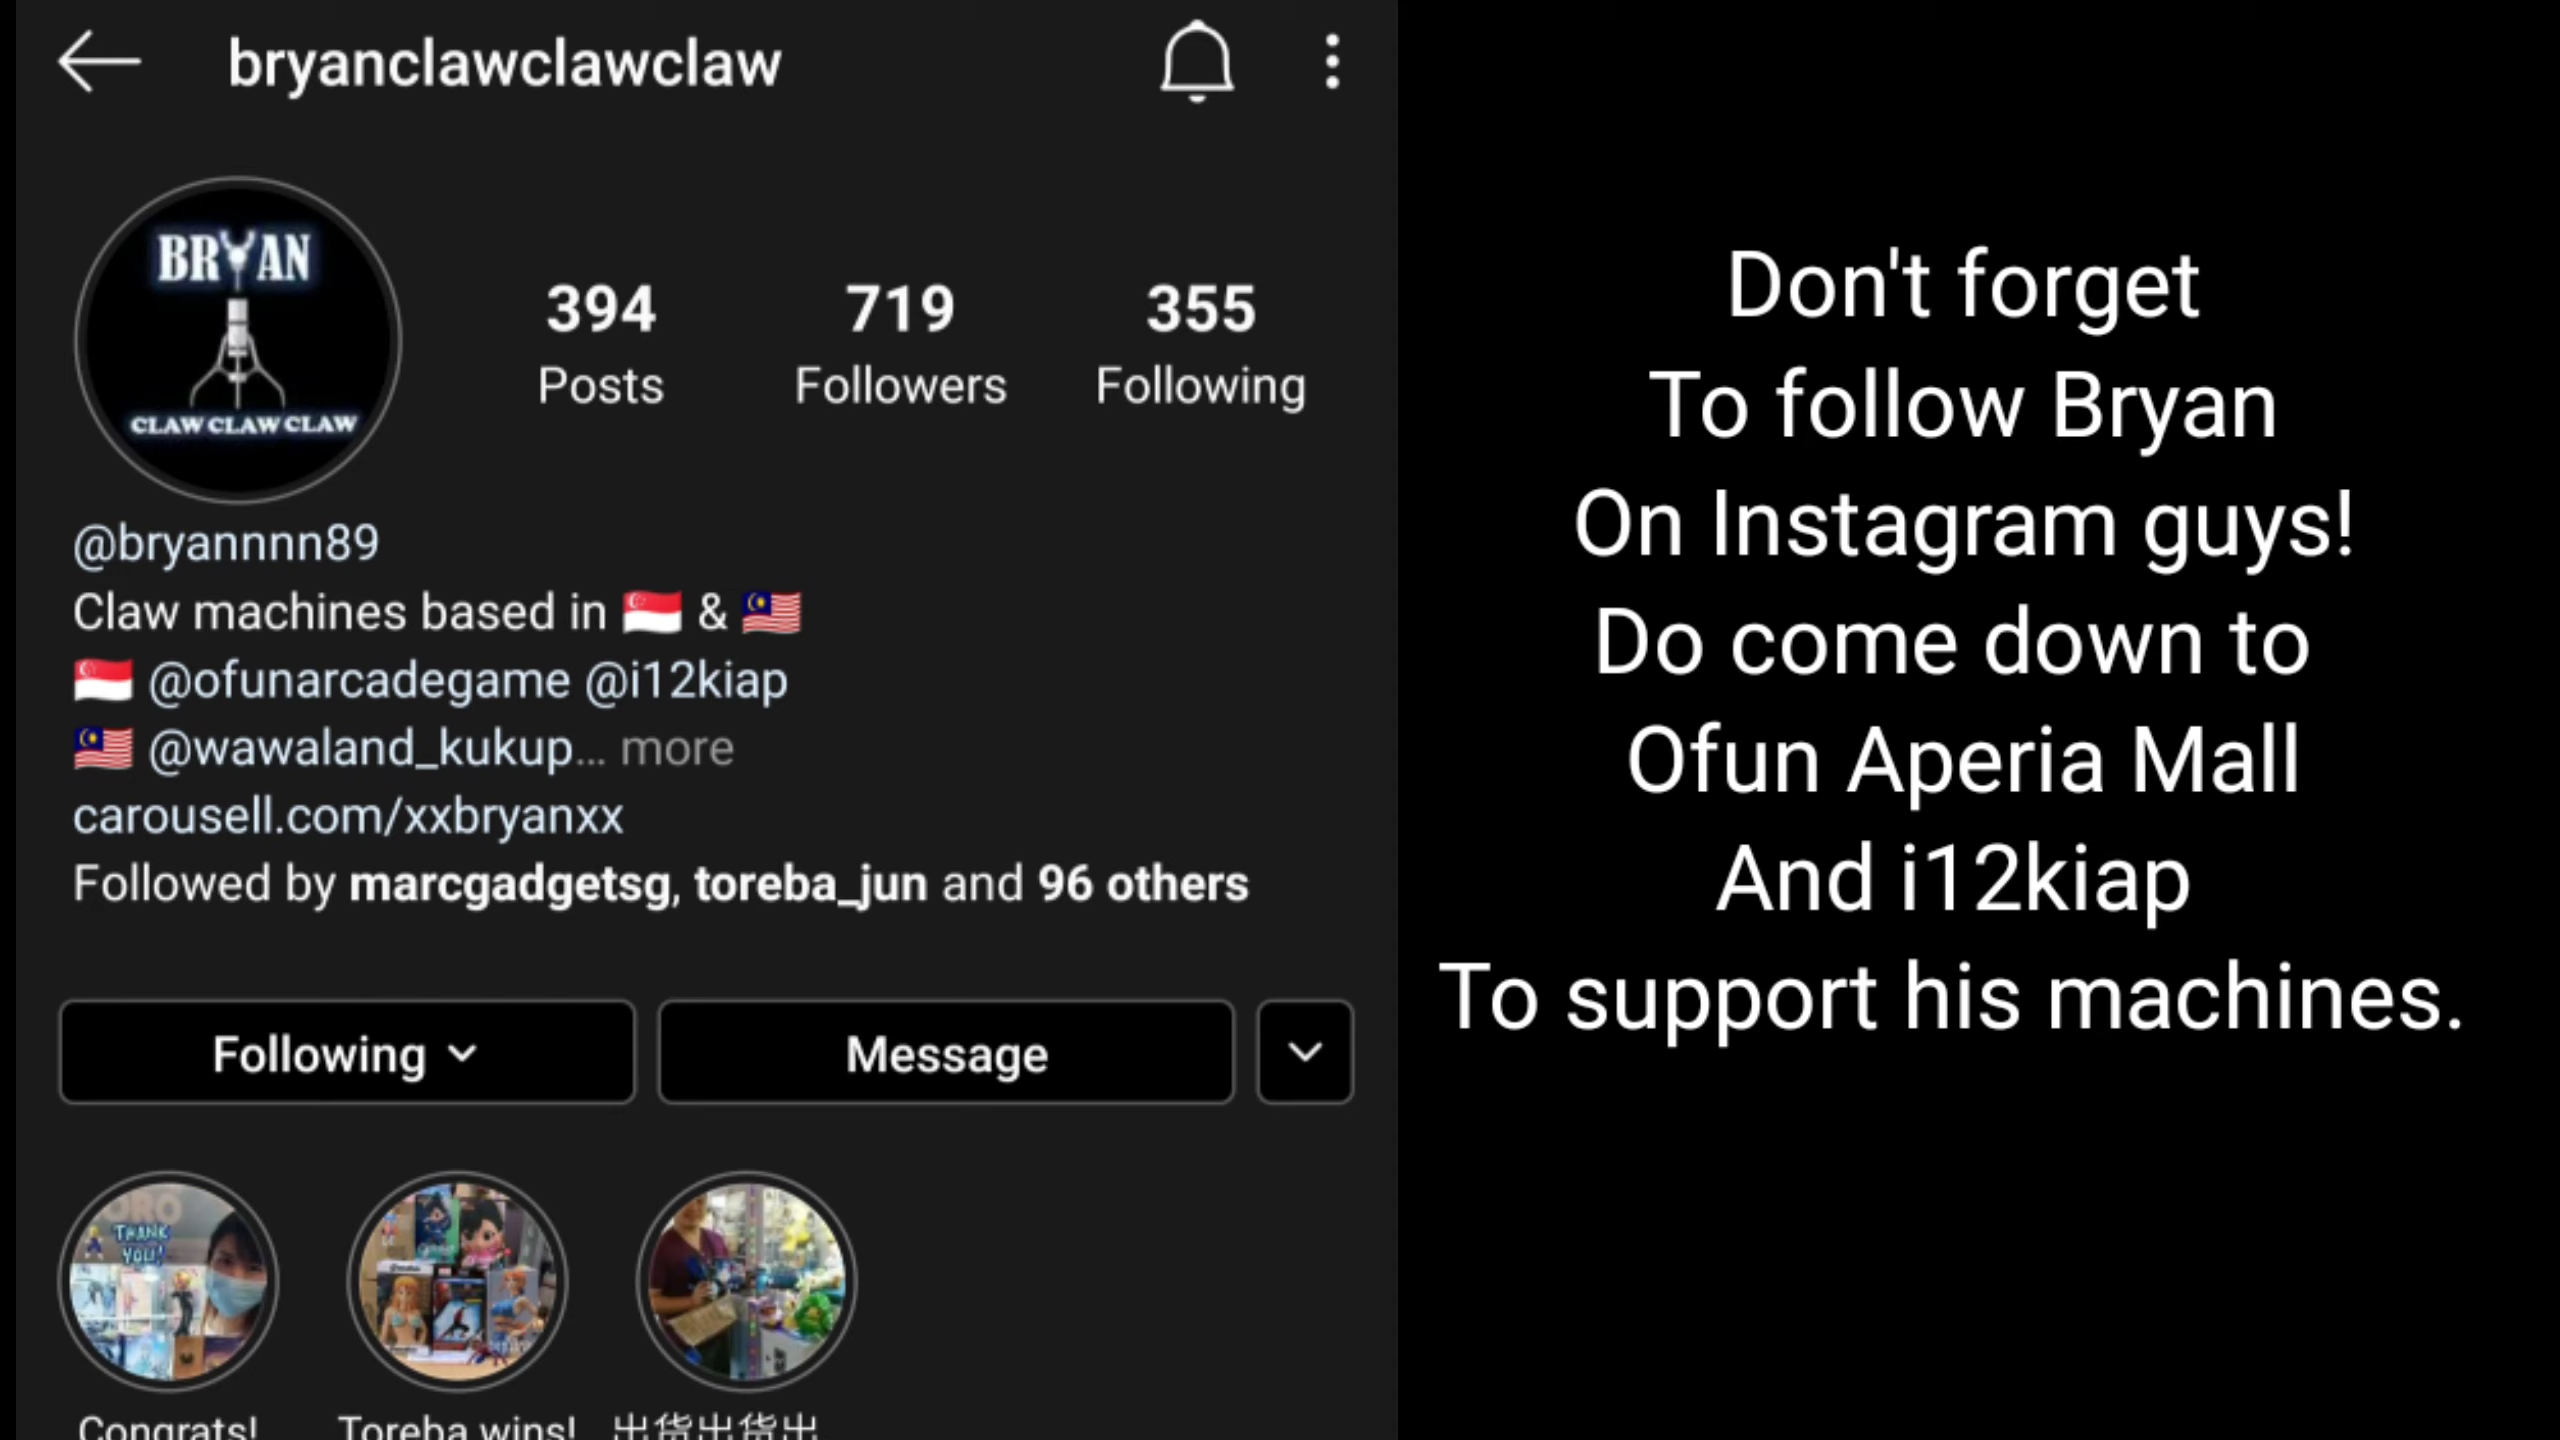 bryanclawclawclaw
BRYAN
CLAW CLAW CLAW
394
Posts
719
Followers
355
Following
@bryannnn89
Claw machines based in 🇸🇬 & 🇲🇾
🇸🇬 @ofunarcadegame @i12kiap
🇲🇾 @wawaland_kukup... more
carousell.com/xxbryanxx
Followed by marcgadgetsg, toreba_jun and 96 others
Following
Message
THANK
YOU!
Congrats!
Toreba wins!
出货出货出
Don't forget
To follow Bryan
On Instagram guys!
Do come down to
Ofun Aperia Mall
And i12kiap
To support his machines.